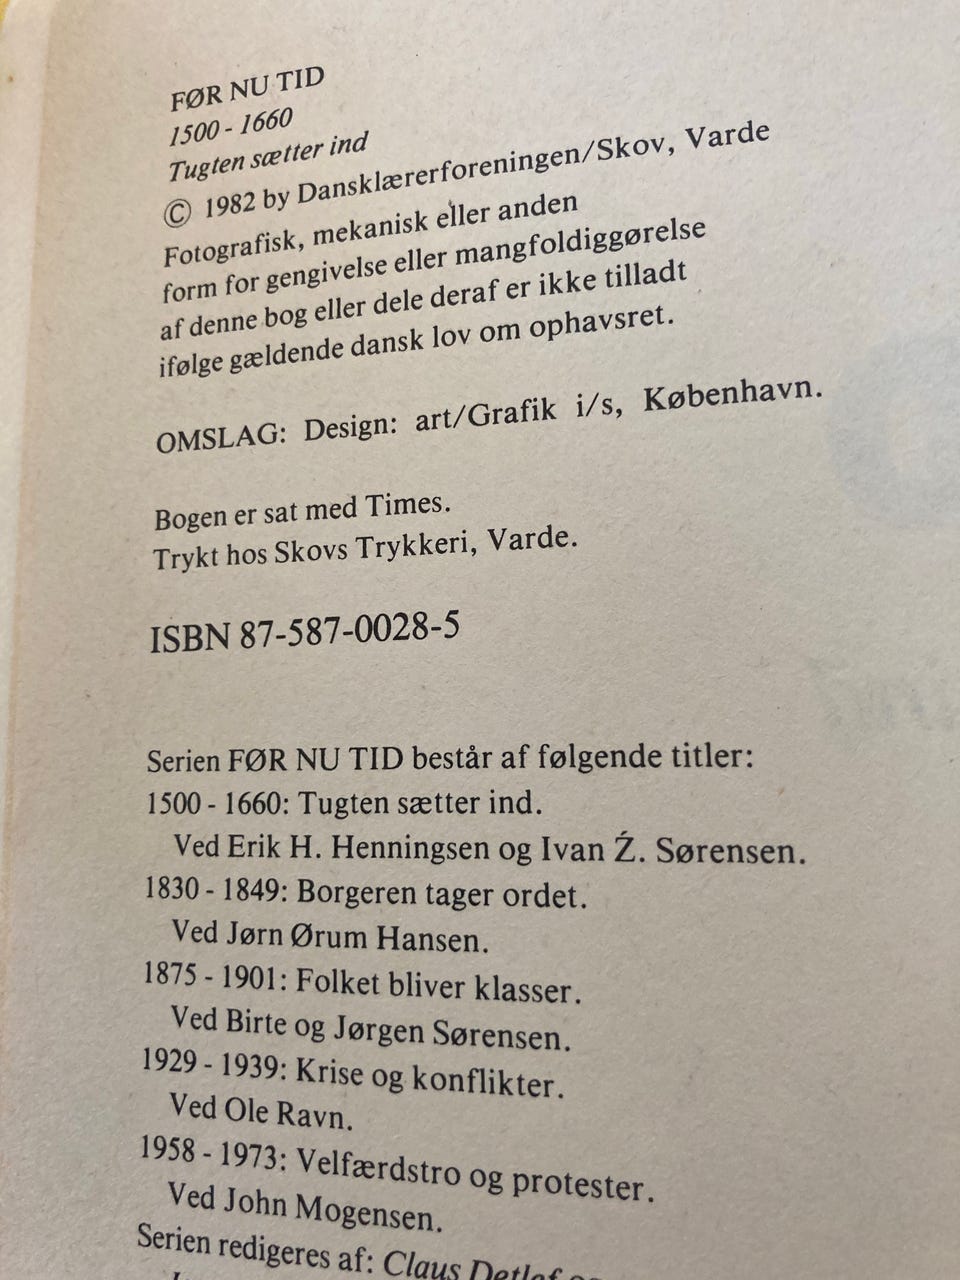 FØR NU TID
1500 - 1660
Tugten sætter ind
© 1982 by Dansklærerforeningen/Skov, Varde
Fotografisk, mekanisk eller anden
form for gengivelse eller mangfoldiggørelse
af denne bog eller dele deraf er ikke tilladt
ifølge gældende dansk lov om ophavsret.
OMSLAG: Design: art/Grafik i/s, København.
Bogen er sat med Times.
Trykt hos Skovs Trykkeri, Varde.
ISBN 87-587-0028-5
Serien FØR NU TID består af følgende titler:
1500 - 1660: Tugten sætter ind.
Ved Erik H. Henningsen og Ivan Ź. Sørensen.
1830 - 1849: Borgeren tager ordet.
Ved Jørn Ørum Hansen.
1875 - 1901: Folket bliver klasser.
Ved Birte og Jørgen Sørensen.
1929 - 1939: Krise og konflikter.
Ved Ole Ravn.
1958 - 1973: Velfærdstro og protester.
Ved John Mogensen.
Serien redigeres af: Claus Detlef